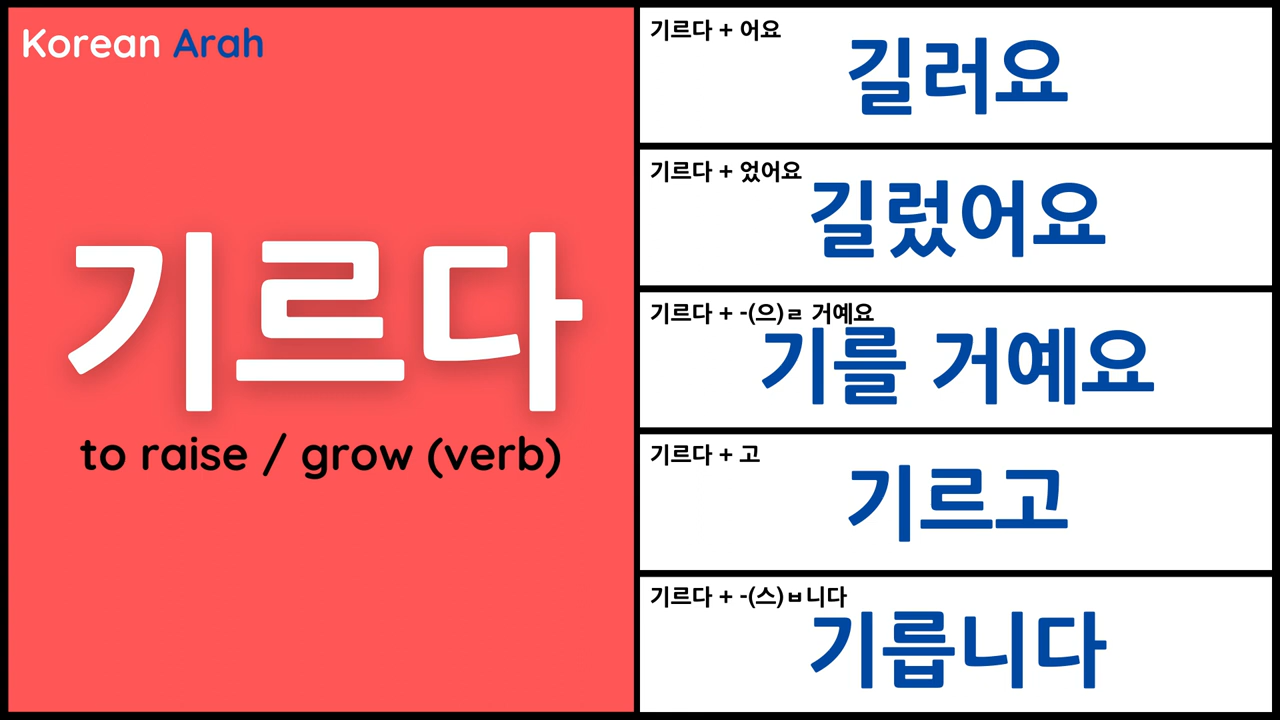 Korean Arah
기르다
to raise / grow (verb)
기르다 + 어요
길러요
기르다 + 었어요
길렀어요
기르다 + -(으)ㄹ 거예요
기를 거예요
기르다 + 고
기르고
기르다 + -(스)ㅂ니다
기릅니다